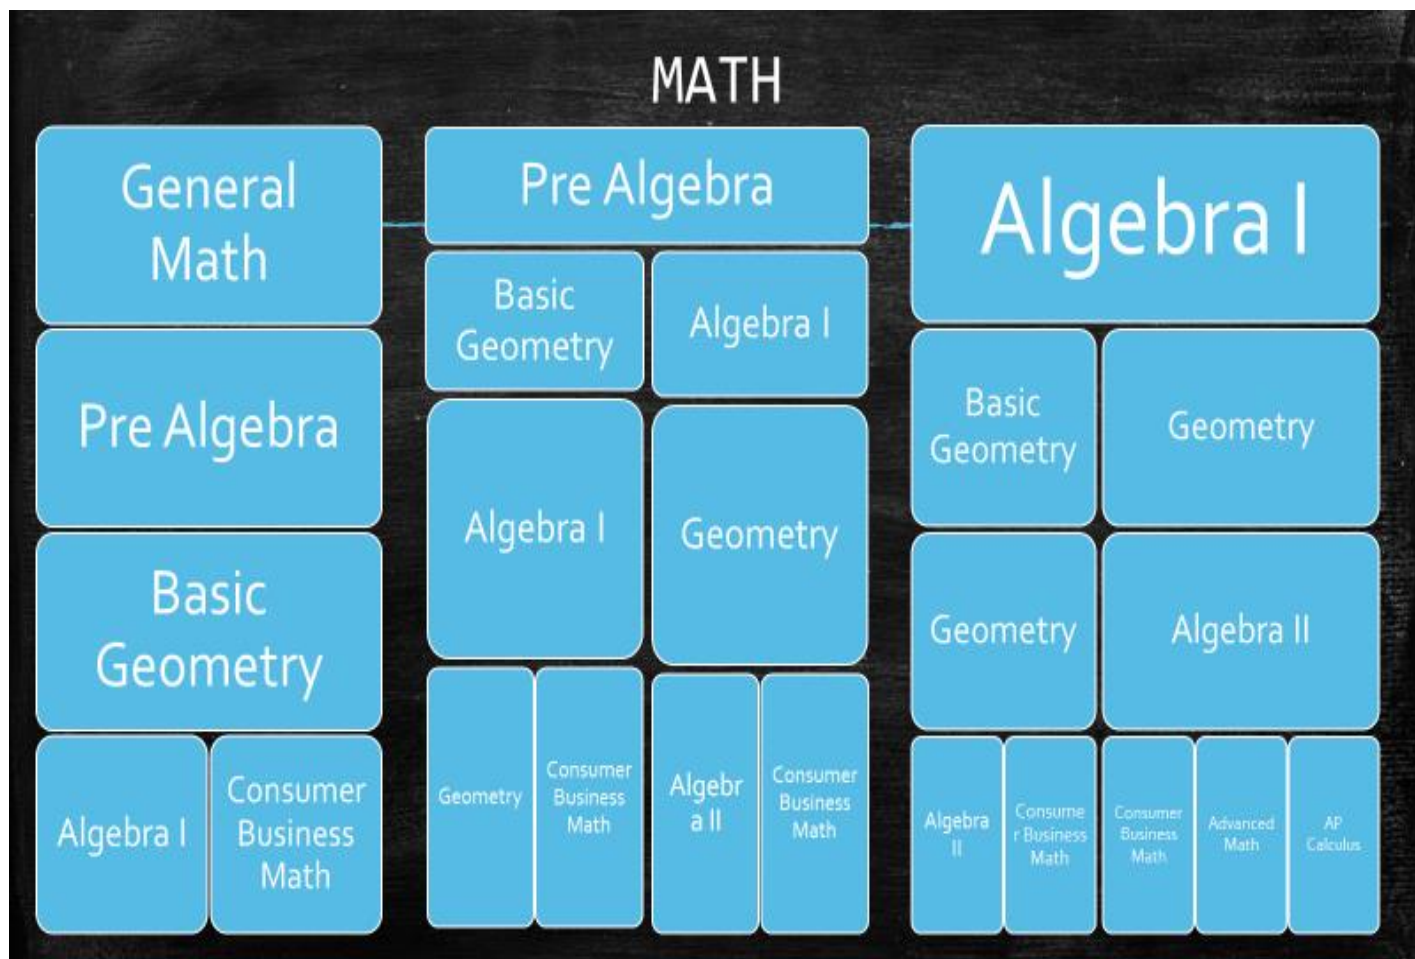 MATH
General
Math
Pre Algebra
Basic
Geometry
Algebra I
Consumer
Business
Math
Pre Algebra
Basic
Geometry
Algebra I
Algebra I
Geometry
Geometry
Consumer
Business
Math
Algebr
a II
Consumer
Business
Math
Algebra I
Basic
Geometry
Geometry
Geometry
Algebra II
Algebra
II
Consume
r Business
Math
Consumer
Business
Math
Advanced
Math
AP
Calculus